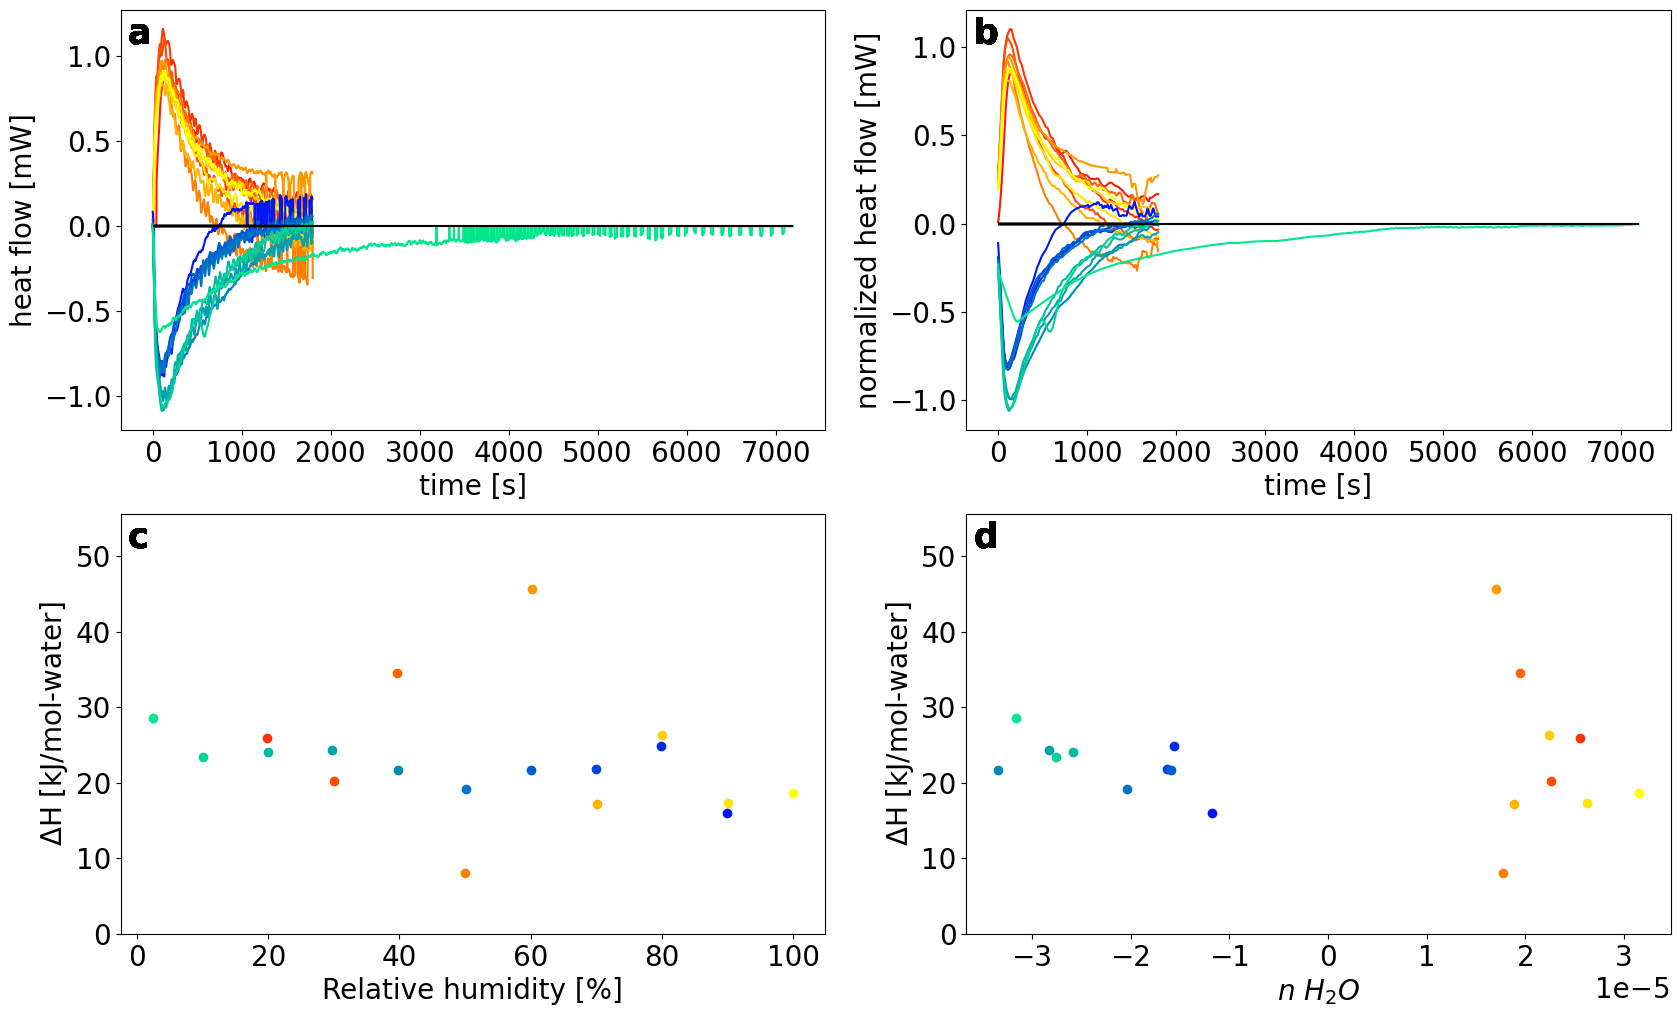 a
1.0
0.5
0.0
−0.5
−1.0
heat flow [mW]
0 1000 2000 3000 4000 5000 6000 7000
time [s]
b
1.0
0.5
0.0
−0.5
−1.0
normalized heat flow [mW]
0 1000 2000 3000 4000 5000 6000 7000
time [s]
c
50
40
30
20
10
0
ΔH [kJ/mol-water]
0 20 40 60 80 100
Relative humidity [%]
d
50
40
30
20
10
0
ΔH [kJ/mol-water]
−3 −2 −1 0 1 2 3
1e−5
n H₂O